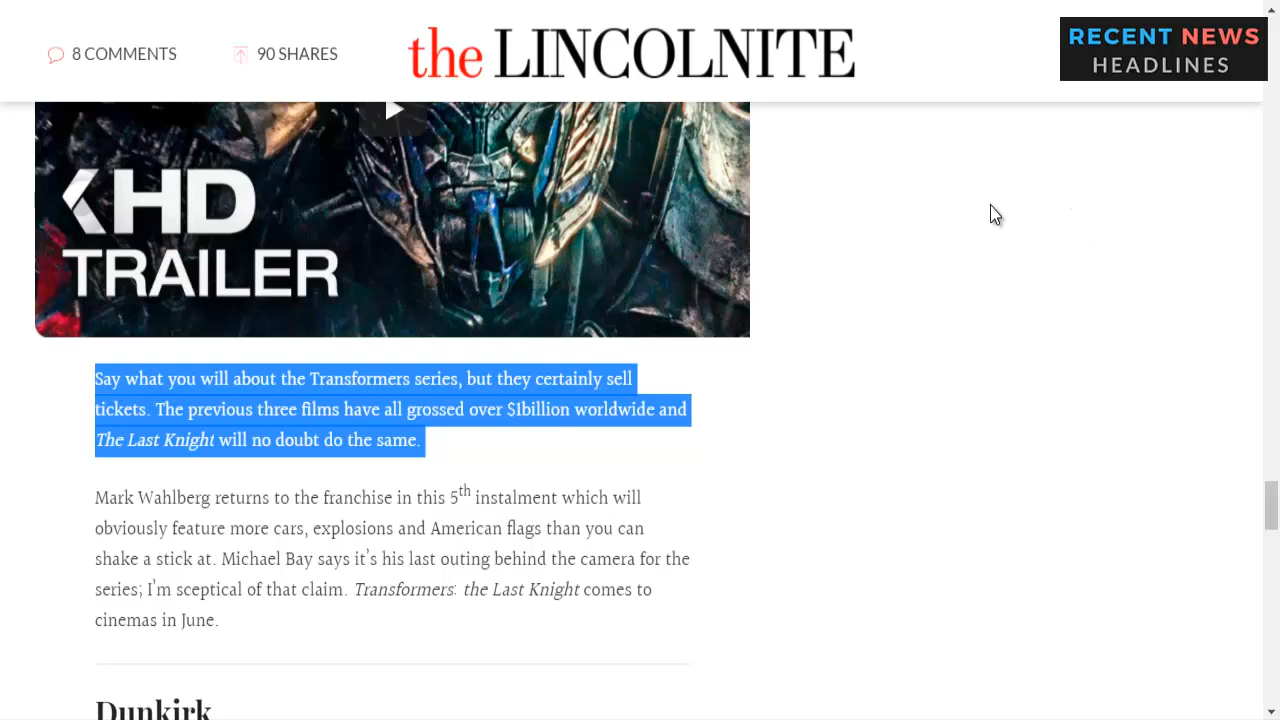 8 COMMENTS
90 SHARES
the LINCOLNITE
RECENT NEWS
HEADLINES
HD
TRAILER
Say what you will about the Transformers series, but they certainly sell
tickets. The previous three films have all grossed over $1billion worldwide and
The Last Knight will no doubt do the same.
Mark Wahlberg returns to the franchise in this 5th instalment which will
obviously feature more cars, explosions and American flags than you can
shake a stick at. Michael Bay says it’s his last outing behind the camera for the
series; I’m sceptical of that claim. Transformers: the Last Knight comes to
cinemas in June.
Dunkirk